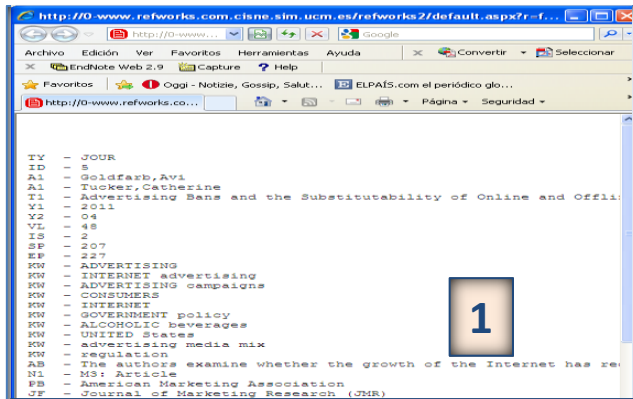 http://0-www.refworks.com.cisne.sim.ucm.es/refworks2/default.aspx?r=f...
http://0-www... Google
Archivo Edición Ver Favoritos Herramientas Ayuda Convertir Seleccionar
EndNote Web 2.9 Capture Help
Favoritos Oggi - Notizie, Gossip, Salut... ELPAÍS.com el periódico glo...
http://0-www.refworks.co... Página Seguridad
TY - JOUR
ID - 5
A1 - Goldfarb,Avi
A1 - Tucker,Catherine
T1 - Advertising Bans and the Substitutability of Online and Offli
Y1 - 2011
Y2 - 04
VL - 48
IS - 2
SP - 207
EP - 227
KW - ADVERTISING
KW - INTERNET advertising
KW - ADVERTISING campaigns
KW - CONSUMERS
KW - INTERNET
KW - GOVERNMENT policy
KW - ALCOHOLIC beverages
KW - UNITED States
KW - advertising media mix
KW - regulation
AB - The authors examine whether the growth of the Internet has re
N1 - M3: Article
PB - American Marketing Association
JF - Journal of Marketing Research (JMR)
1